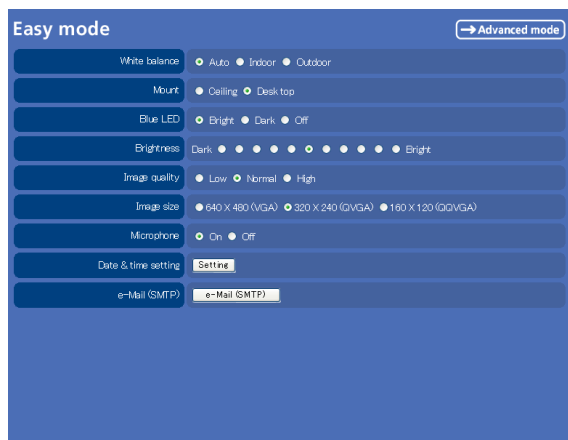 Easy mode
→ Advanced mode
White balance Auto Indoor Outdoor
Mount Ceiling Desk top
Blue LED Bright Dark Off
Brightness Dark Bright
Image quality Low Normal High
Image size 640 X 480 (VGA) 320 X 240 (QVGA) 160 X 120 (QQVGA)
Microphone On Off
Date & time setting Setting
e-Mail (SMTP) e-Mail (SMTP)